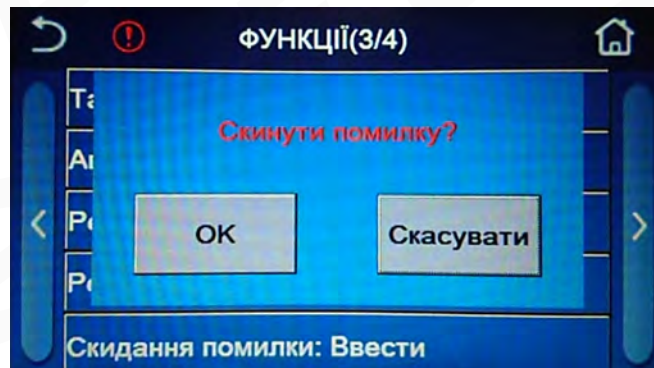 ФУНКЦІЇ(3/4)
Скинути помилку?
OK
Скасувати
Скидання помилки: Ввести